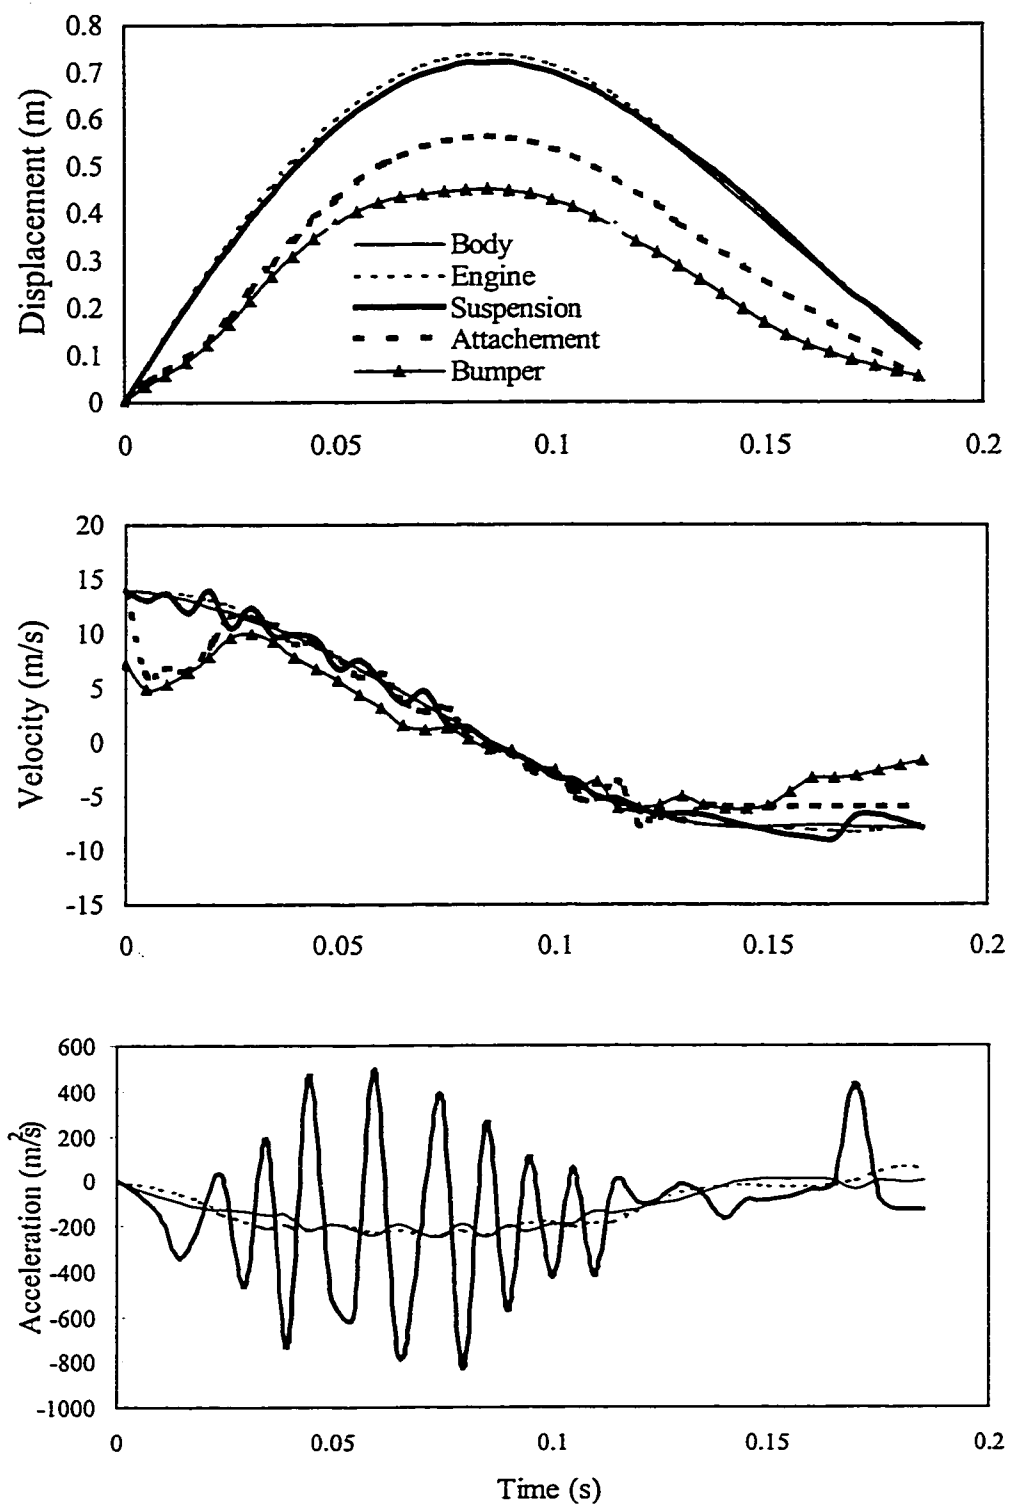 0.8
0.7
0.6
0.5
0.4
0.3
0.2
0.1
0
Displacement (m)
Body
Engine
Suspension
Attachement
Bumper
0 0.05 0.1 0.15 0.2
20
15
10
5
0
-5
-10
-15
Velocity (m/s)
0 0.05 0.1 0.15 0.2
600
400
200
0
-200
-400
-600
-800
-1000
Acceleration (m/s²)
0 0.05 0.1 0.15 0.2
Time (s)